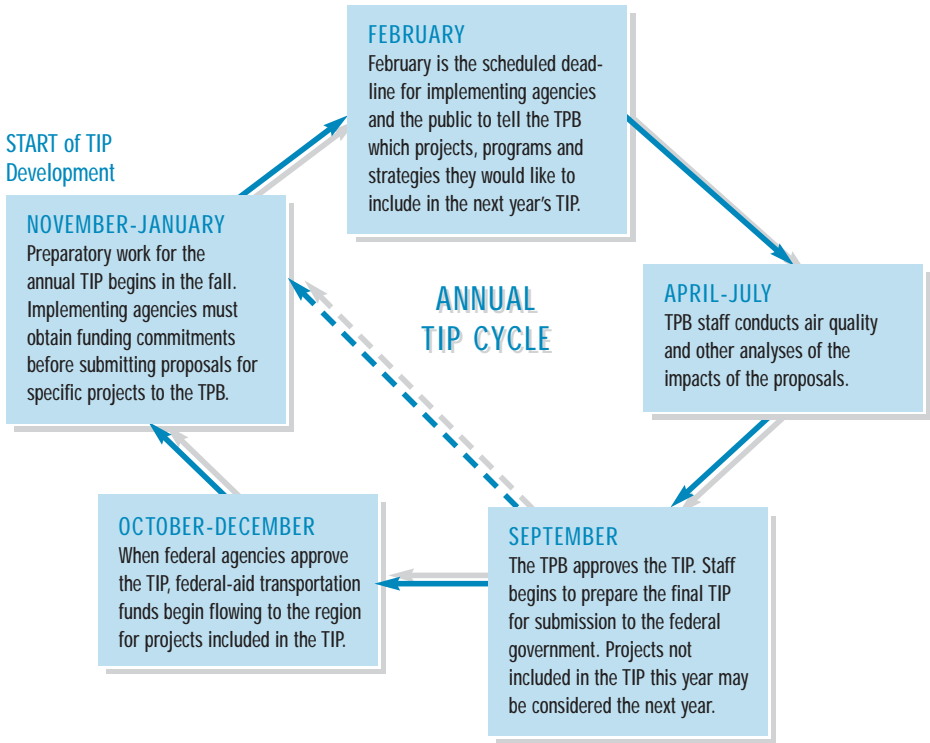 START of TIP
Development
NOVEMBER-JANUARY
Preparatory work for the
annual TIP begins in the fall.
Implementing agencies must
obtain funding commitments
before submitting proposals for
specific projects to the TPB.
FEBRUARY
February is the scheduled dead-
line for implementing agencies
and the public to tell the TPB
which projects, programs and
strategies they would like to
include in the next year's TIP.
ANNUAL
TIP CYCLE
APRIL-JULY
TPB staff conducts air quality
and other analyses of the
impacts of the proposals.
SEPTEMBER
The TPB approves the TIP. Staff
begins to prepare the final TIP
for submission to the federal
government. Projects not
included in the TIP this year may
be considered the next year.
OCTOBER-DECEMBER
When federal agencies approve
the TIP, federal-aid transportation
funds begin flowing to the region
for projects included in the TIP.